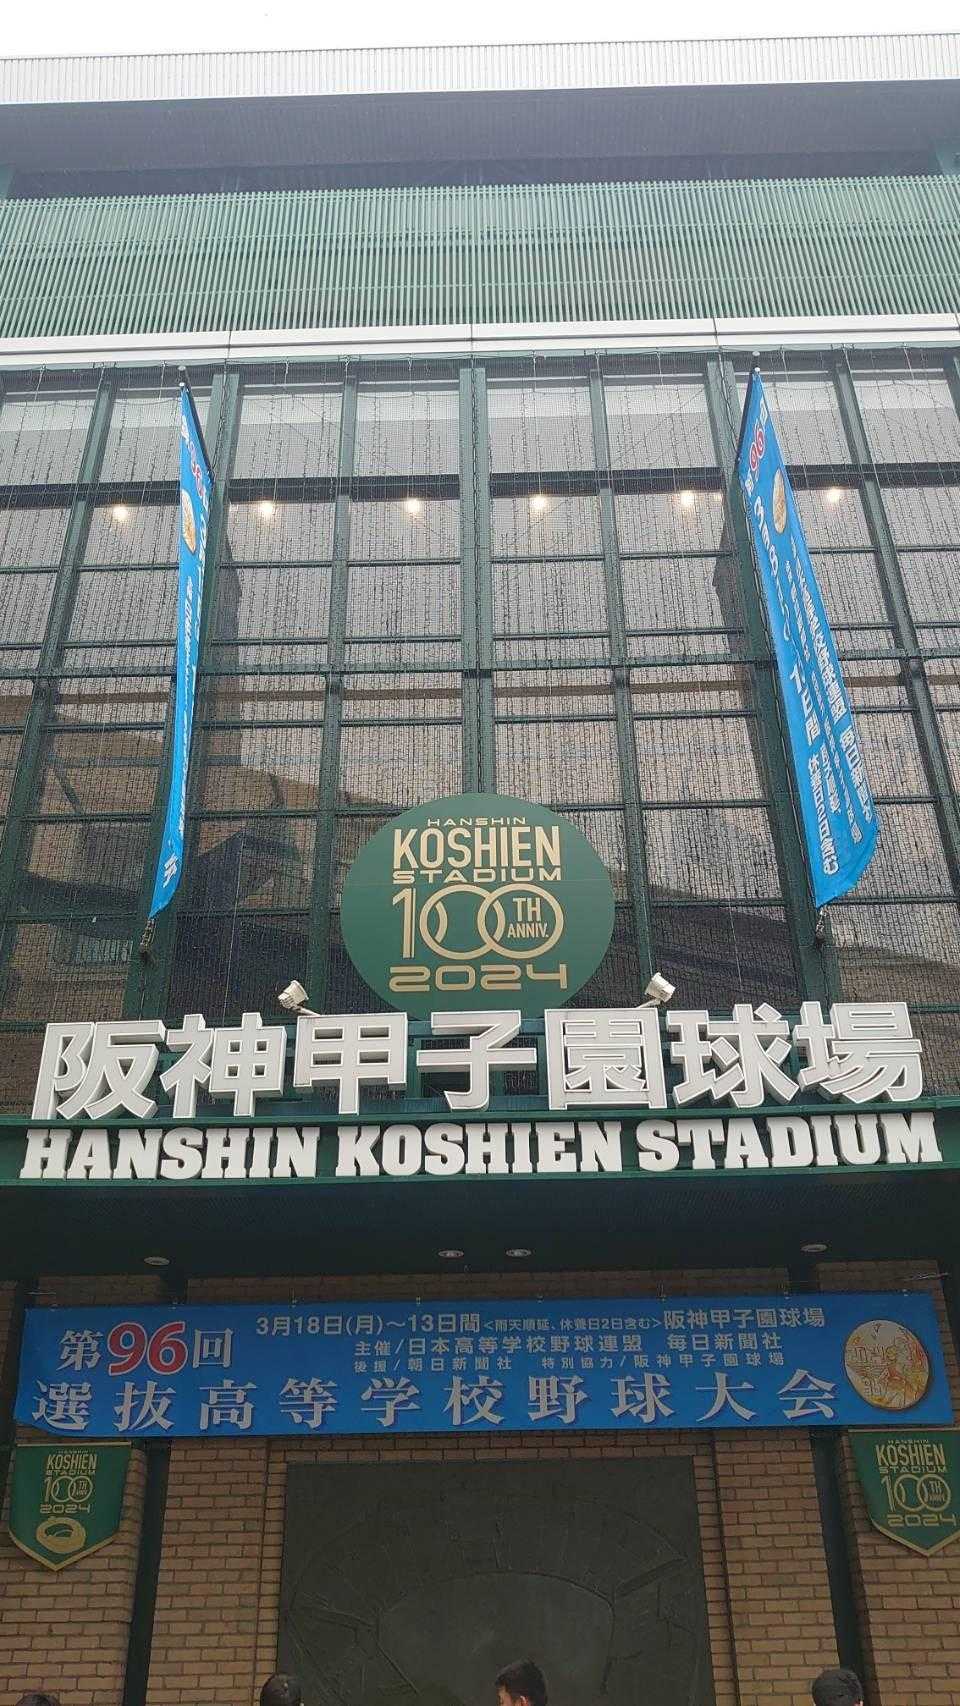 HANSHIN
KOSHIEN
STADIUM
100TH
ANNIV.
2024
阪神甲子園球場
HANSHIN KOSHIEN STADIUM
第96回
3月18日(月)～13日間<雨天順延、休養日2日含む>阪神甲子園球場
主催/日本高等学校野球連盟 毎日新聞社
後援/朝日新聞社 特別協力/阪神甲子園球場
選抜高等学校野球大会
HANSHIN
KOSHIEN
STADIUM
100TH
ANNIV.
2024
HANSHIN
KOSHIEN
STADIUM
100TH
ANNIV.
2024